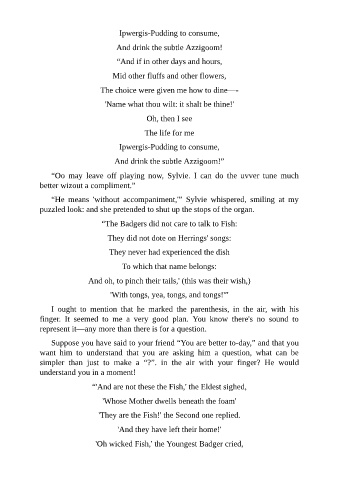 Ipwergis-Pudding to consume,
And drink the subtle Azzigoom!
“And if in other days and hours,
Mid other fluffs and other flowers,
The choice were given me how to dine—-
'Name what thou wilt: it shalt be thine!'
Oh, then I see
The life for me
Ipwergis-Pudding to consume,
And drink the subtle Azzigoom!”
“Oo may leave off playing now, Sylvie. I can do the uvver tune much
better wizout a compliment.”
“He means 'without accompaniment,'” Sylvie whispered, smiling at my
puzzled look: and she pretended to shut up the stops of the organ.
“The Badgers did not care to talk to Fish:
They did not dote on Herrings' songs:
They never had experienced the dish
To which that name belongs:
And oh, to pinch their tails,' (this was their wish,)
'With tongs, yea, tongs, and tongs!'”
I ought to mention that he marked the parenthesis, in the air, with his
finger. It seemed to me a very good plan. You know there's no sound to
represent it—any more than there is for a question.
Suppose you have said to your friend “You are better to-day,” and that you
want him to understand that you are asking him a question, what can be
simpler than just to make a “?”. in the air with your finger? He would
understand you in a moment!
“'And are not these the Fish,' the Eldest sighed,
'Whose Mother dwells beneath the foam'
'They are the Fish!' the Second one replied.
'And they have left their home!'
'Oh wicked Fish,' the Youngest Badger cried,